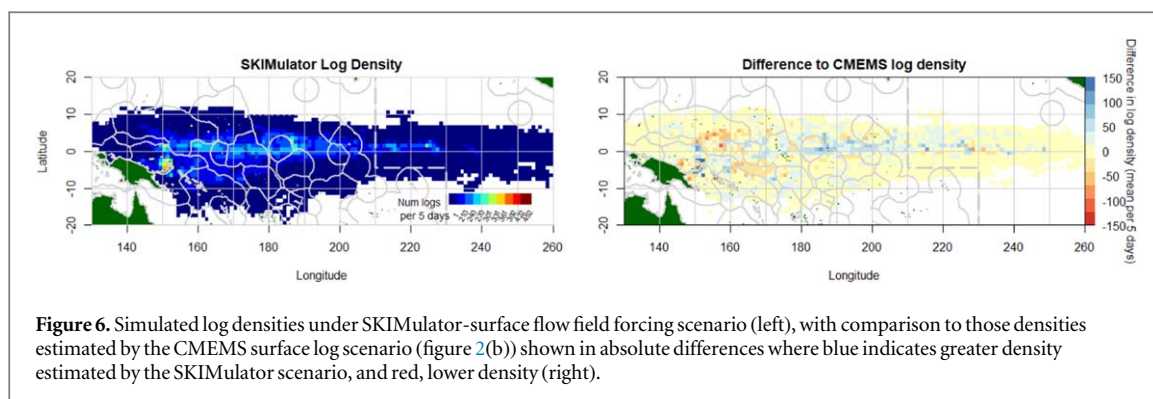 SKIMulator Log Density
Difference to CMEMS log density
20
10
0
-10
-20
Latitude
Num logs
per 5 days
140
160
180
200
220
240
260
Longitude
20
10
0
-10
-20
140
160
180
200
220
240
260
Longitude
150
100
50
0
-50
-100
-150
Difference in log density (mean per 5 days)
Figure 6. Simulated log densities under SKIMulator-surface flow field forcing scenario (left), with comparison to those densities
estimated by the CMEMS surface log scenario (figure 2(b)) shown in absolute differences where blue indicates greater density
estimated by the SKIMulator scenario, and red, lower density (right).